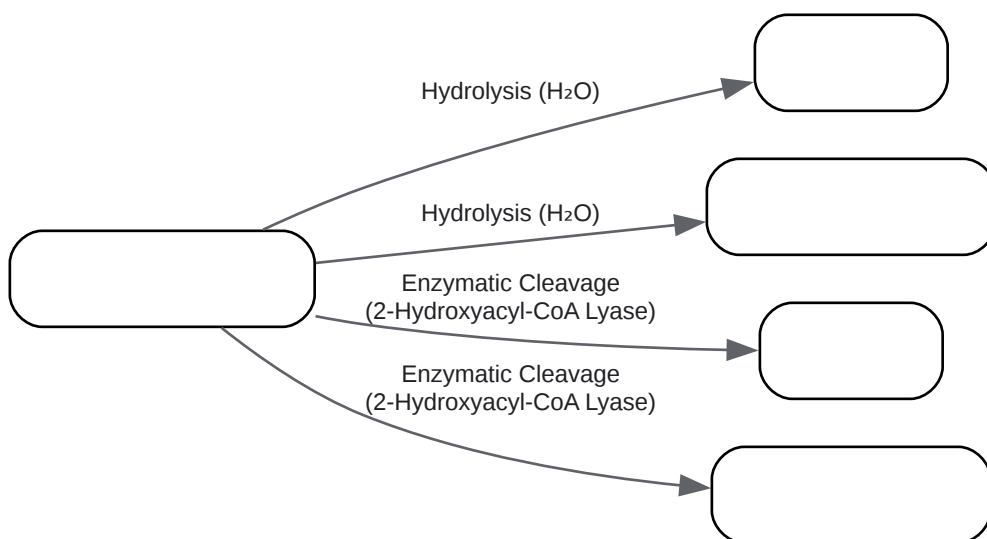 Hydrolysis (H₂O)
Hydrolysis (H₂O)
Enzymatic Cleavage
(2-Hydroxyacyl-CoA Lyase)
Enzymatic Cleavage
(2-Hydroxyacyl-CoA Lyase)